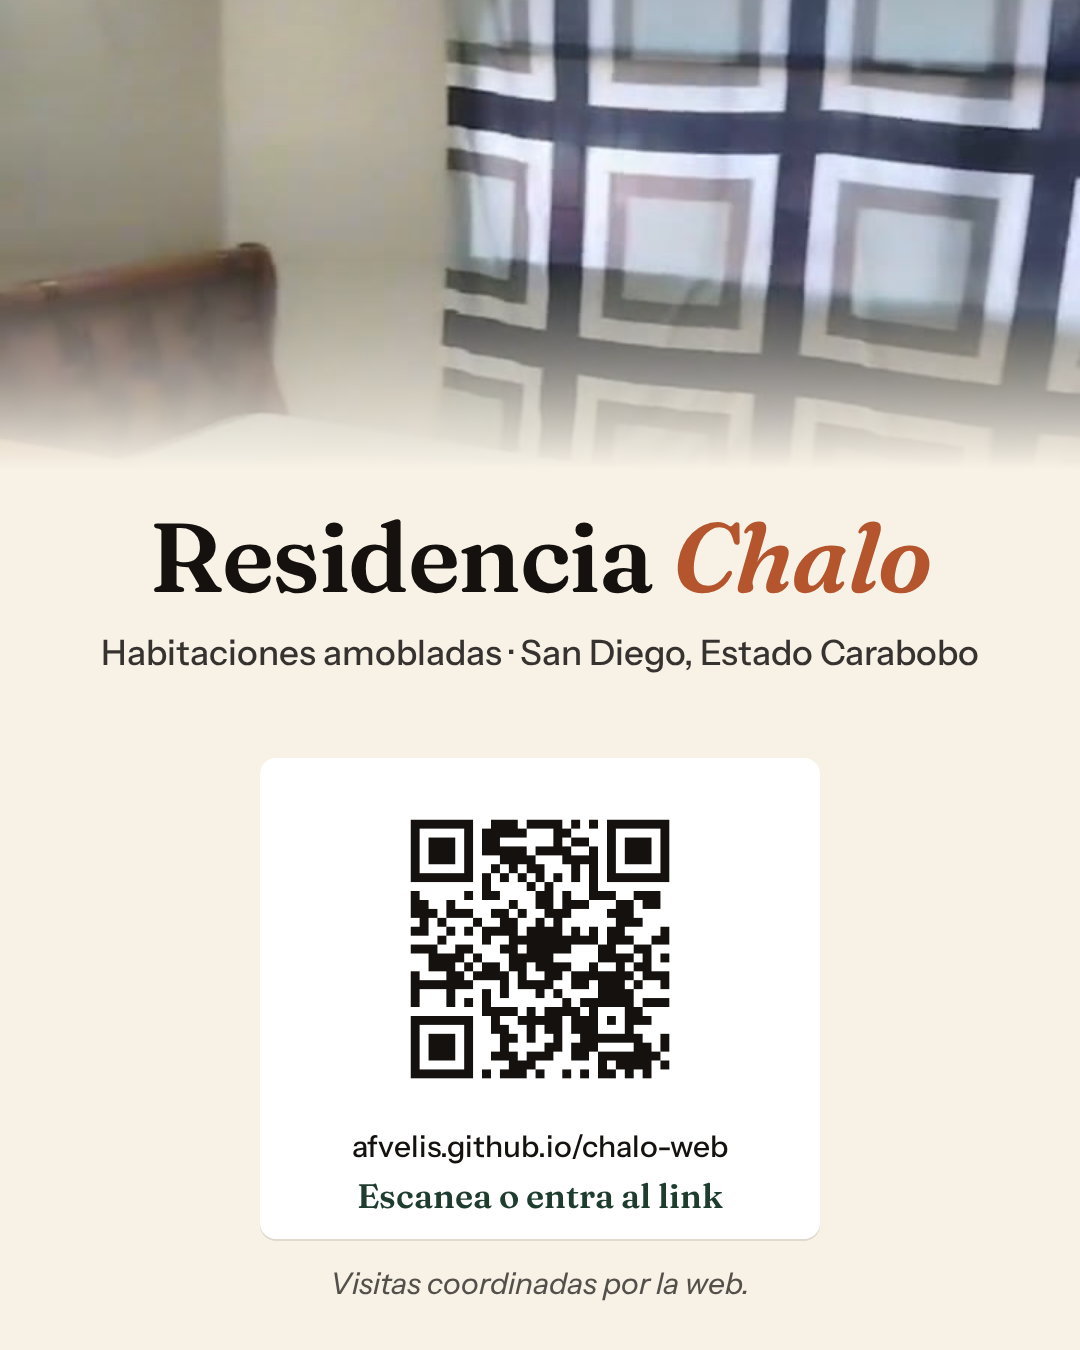 Residencia Chalo
Habitaciones amobladas · San Diego, Estado Carabobo
afvelis.github.io/chalo-web
Escanea o entra al link
Visitas coordinadas por la web.